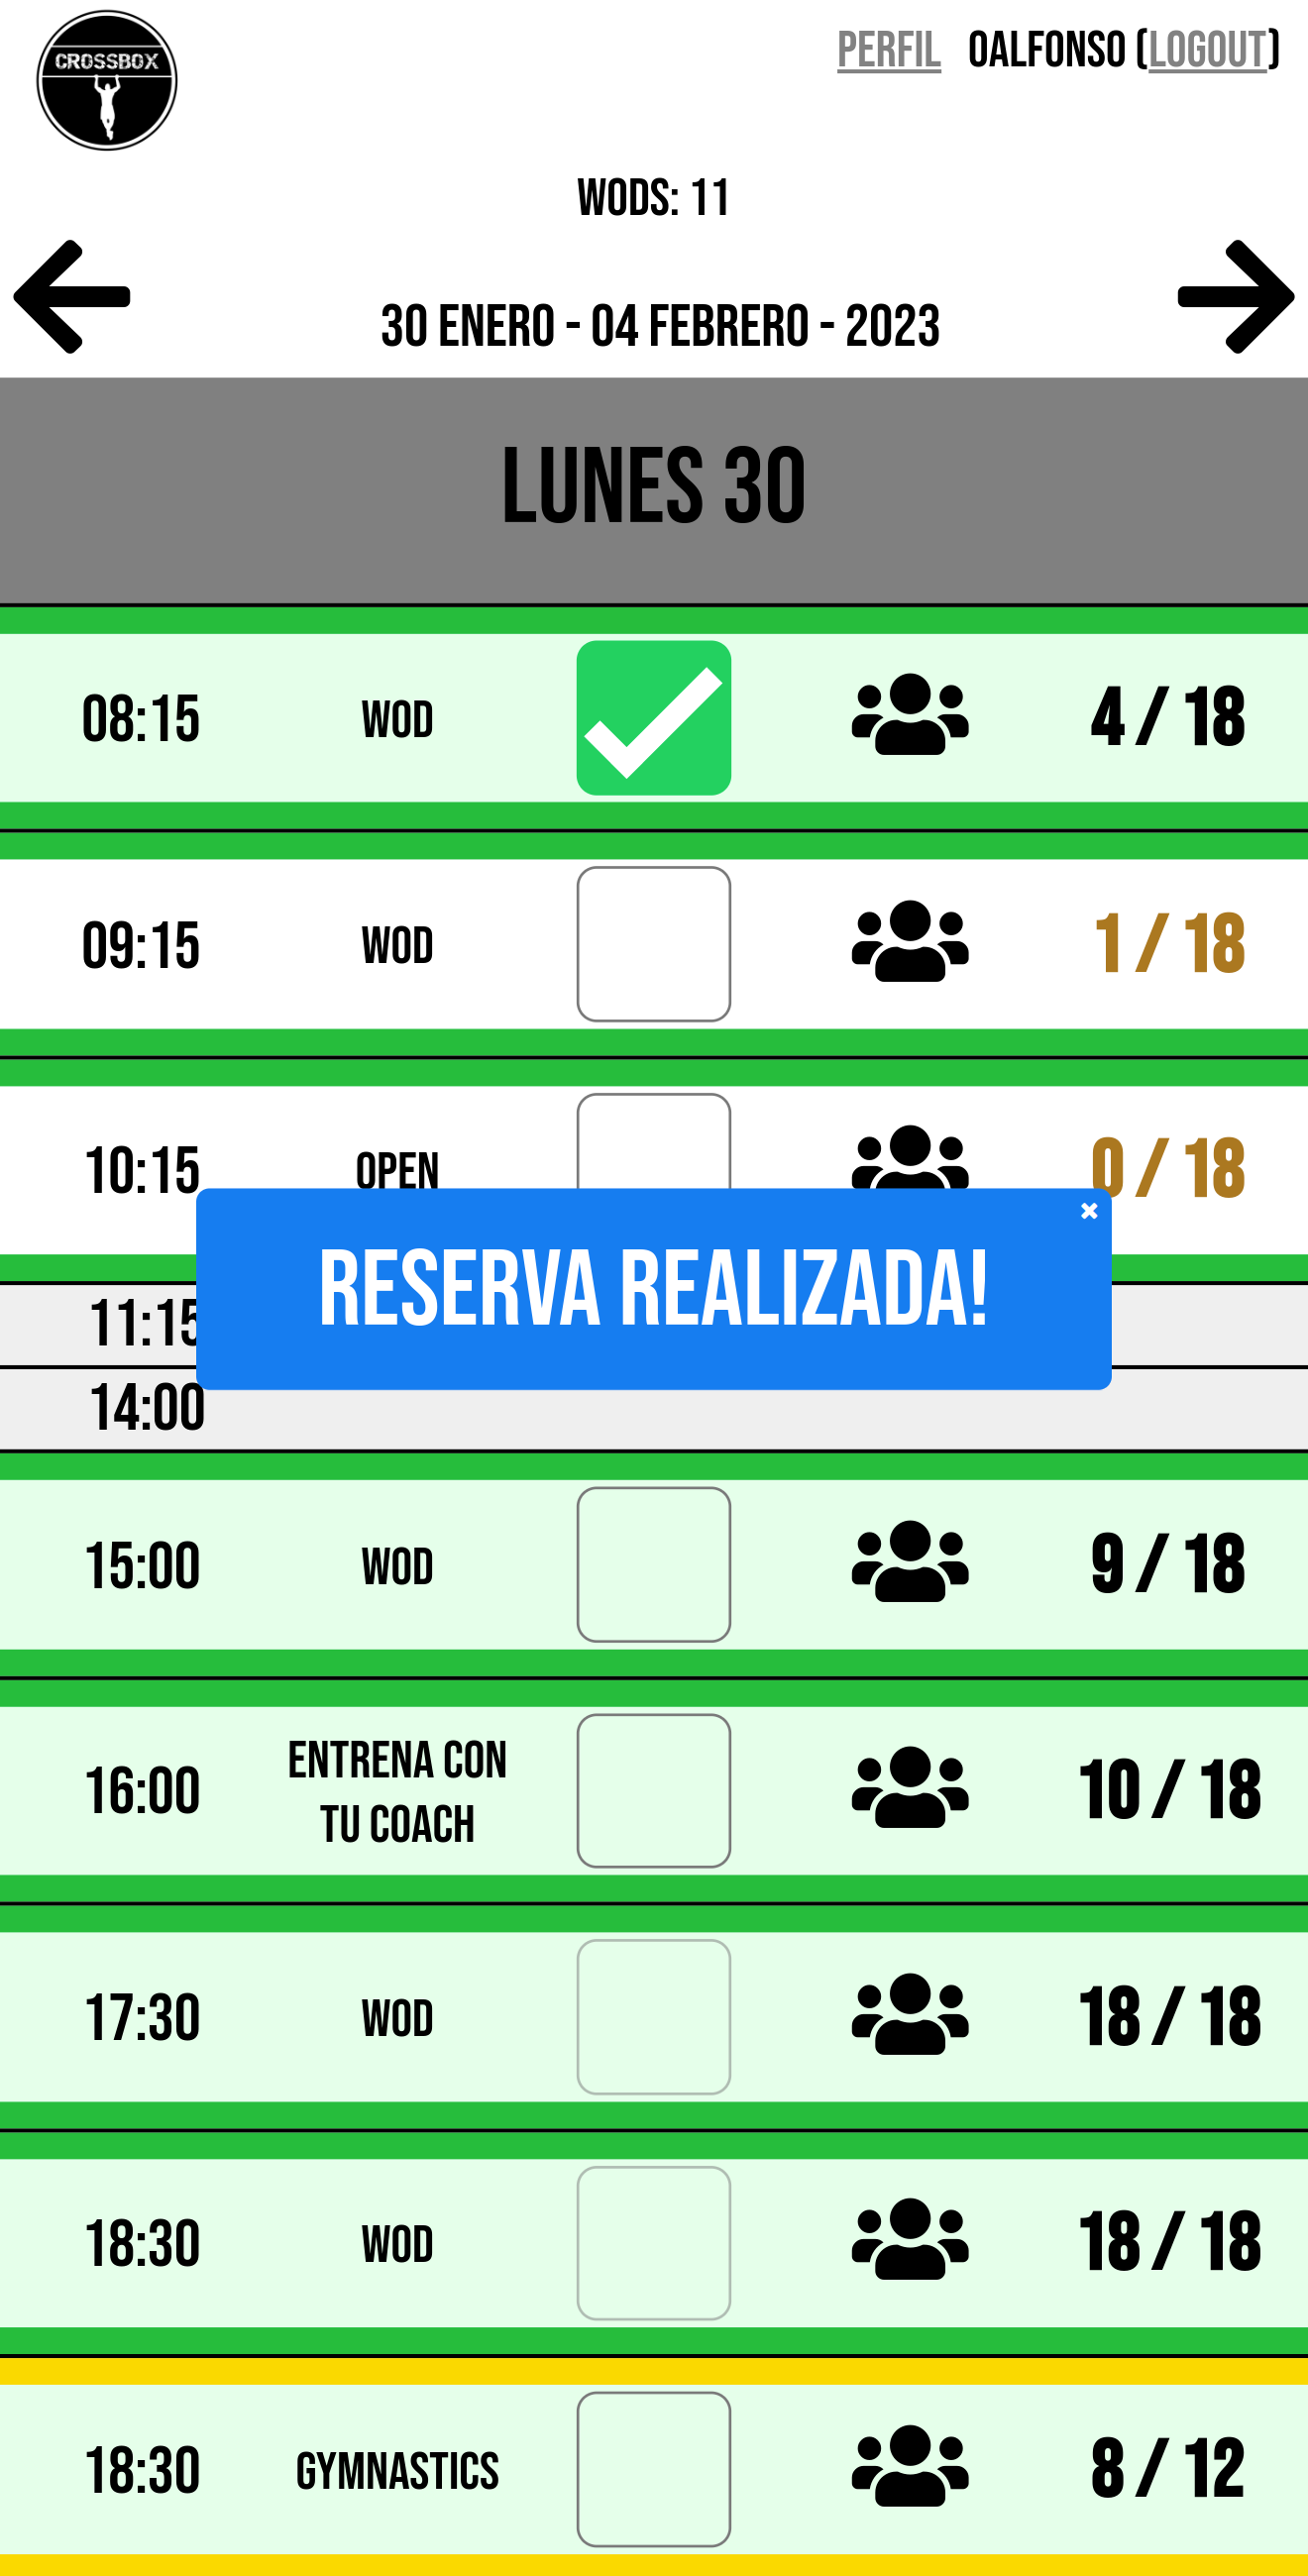 CROSSBOX
PERFIL OALFONSO (LOGOUT)
WODS: 11
30 ENERO - 04 FEBRERO - 2023
LUNES 30
08:15 WOD 4 / 18
09:15 WOD 1 / 18
10:15 OPEN 0 / 18
RESERVA REALIZADA!
11:15
14:00
15:00 WOD 9 / 18
16:00 ENTRENA CON
TU COACH 10 / 18
17:30 WOD 18 / 18
18:30 WOD 18 / 18
18:30 GYMNASTICS 8 / 12